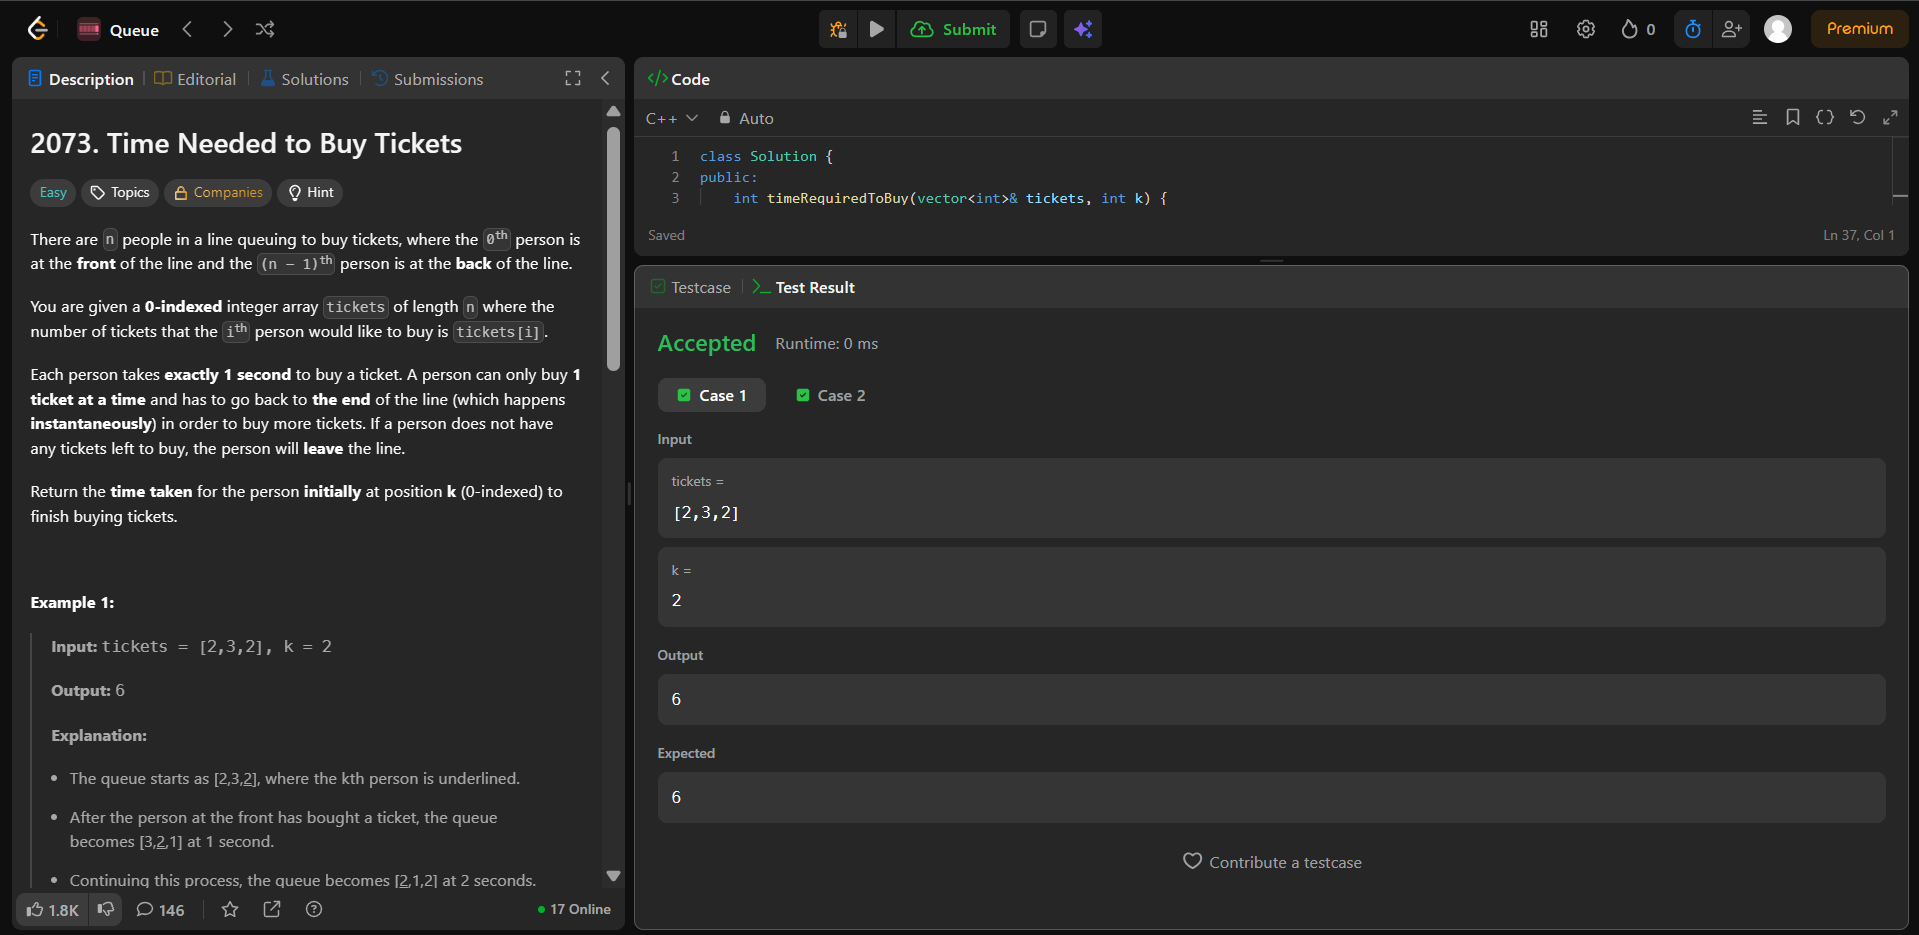 Queue
Submit
0
Premium
Description
Editorial
Solutions
Submissions
2073. Time Needed to Buy Tickets
Easy
Topics
Companies
Hint
There are n people in a line queuing to buy tickets, where the 0th person is
at the front of the line and the (n - 1)th person is at the back of the line.
You are given a 0-indexed integer array tickets of length n where the
number of tickets that the ith person would like to buy is tickets[i].
Each person takes exactly 1 second to buy a ticket. A person can only buy 1
ticket at a time and has to go back to the end of the line (which happens
instantaneously) in order to buy more tickets. If a person does not have
any tickets left to buy, the person will leave the line.
Return the time taken for the person initially at position k (0-indexed) to
finish buying tickets.
Example 1:
Input: tickets = [2,3,2], k = 2
Output: 6
Explanation:
• The queue starts as [2,3,2], where the kth person is underlined.
• After the person at the front has bought a ticket, the queue
becomes [3,2,1] at 1 second.
• Continuing this process, the queue becomes [2,1,2] at 2 seconds.
1.8K
146
17 Online
</> Code
C++
Auto
1 class Solution {
2 public:
3 int timeRequiredToBuy(vector<int>& tickets, int k) {
Saved
Ln 37, Col 1
Testcase
>_ Test Result
Accepted
Runtime: 0 ms
Case 1
Case 2
Input
tickets =
[2,3,2]
k =
2
Output
6
Expected
6
Contribute a testcase